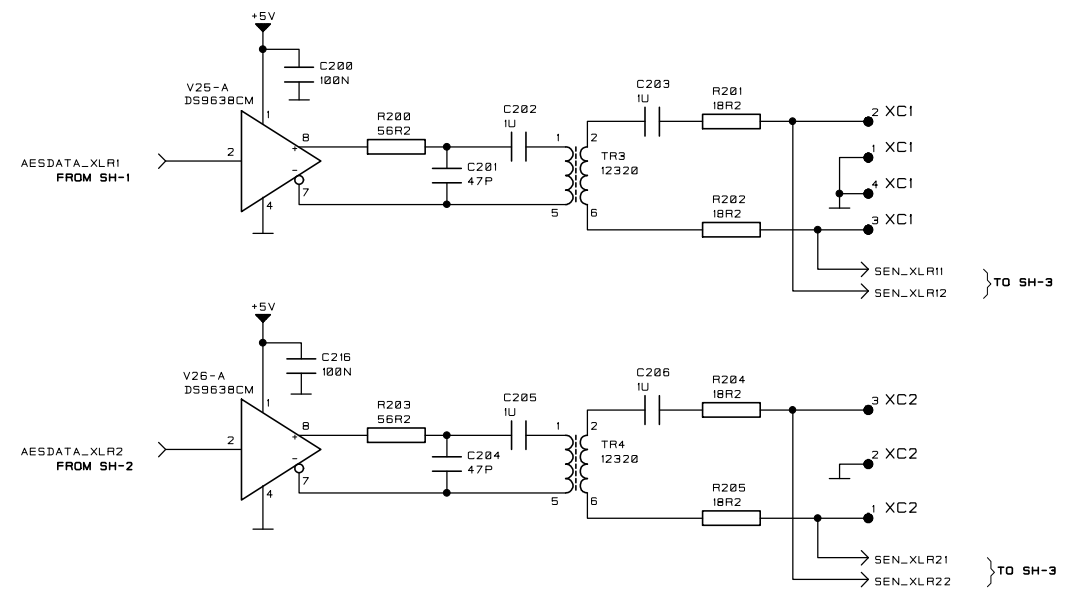 +5V
C200
100N
V25-A
DS9638CM
1
2
8
+
-
7
4
AESDATA_XLR1
FROM SH-1
R200
56R2
C201
47P
C202
1U
1
5
2
6
TR3
12320
C203
1U
R201
18R2
R202
18R2
2 XC1
1 XC1
4 XC1
3 XC1
SEN_XLR11
SEN_XLR12
TO SH-3
+5V
C216
100N
V26-A
DS9638CM
1
2
8
+
-
7
4
AESDATA_XLR2
FROM SH-2
R203
56R2
C204
47P
C205
1U
1
5
2
6
TR4
12320
C206
1U
R204
18R2
R205
18R2
3 XC2
2 XC2
1 XC2
SEN_XLR21
SEN_XLR22
TO SH-3